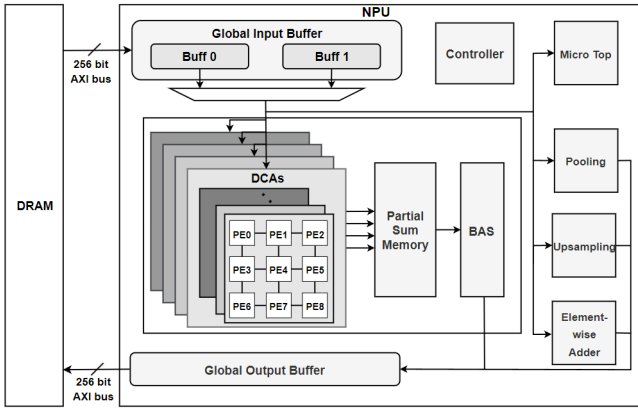 NPU
Global Input Buffer
Buff 0
Buff 1
Controller
Micro Top
256 bit
AXI bus
DRAM
DCAs
PE0
PE1
PE2
PE3
PE4
PE5
PE6
PE7
PE8
Partial
Sum
Memory
BAS
Pooling
Upsampling
Element-
wise
Adder
Global Output Buffer
256 bit
AXI bus